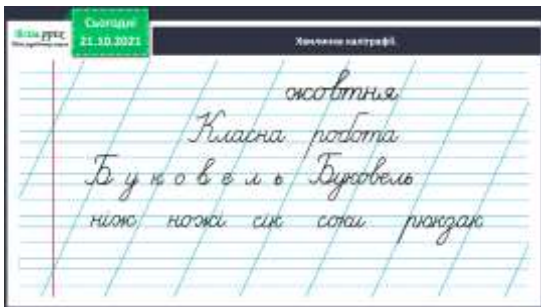 Сьогодні
21.10.2021
Хвилинка каліграфії.
жовтня
Класна робота
Б у к о в е л ь Буковель
ніж ножі сік соки рюкзак